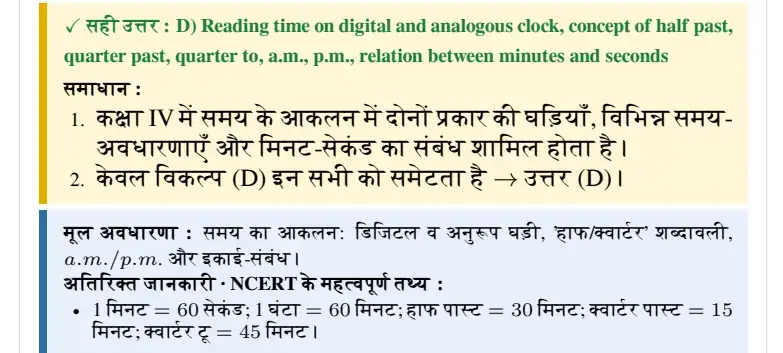 ✓ सही उत्तर : D) Reading time on digital and analogous clock, concept of half past,
quarter past, quarter to, a.m., p.m., relation between minutes and seconds
समाधान :
1. कक्षा IV में समय के आकलन में दोनों प्रकार की घड़ियाँ, विभिन्न समय-
अवधारणाएँ और मिनट-सेकंड का संबंध शामिल होता है।
2. केवल विकल्प (D) इन सभी को समेटता है → उत्तर (D)।
मूल अवधारणा : समय का आकलन: डिजिटल व अनुरूप घड़ी, 'हाफ/क्वार्टर' शब्दावली,
a.m./p.m. और इकाई-संबंध।
अतिरिक्त जानकारी · NCERT के महत्वपूर्ण तथ्य :
• 1 मिनट = 60 सेकंड; 1 घंटा = 60 मिनट; हाफ पास्ट = 30 मिनट; क्वार्टर पास्ट = 15
मिनट; क्वार्टर टू = 45 मिनट।